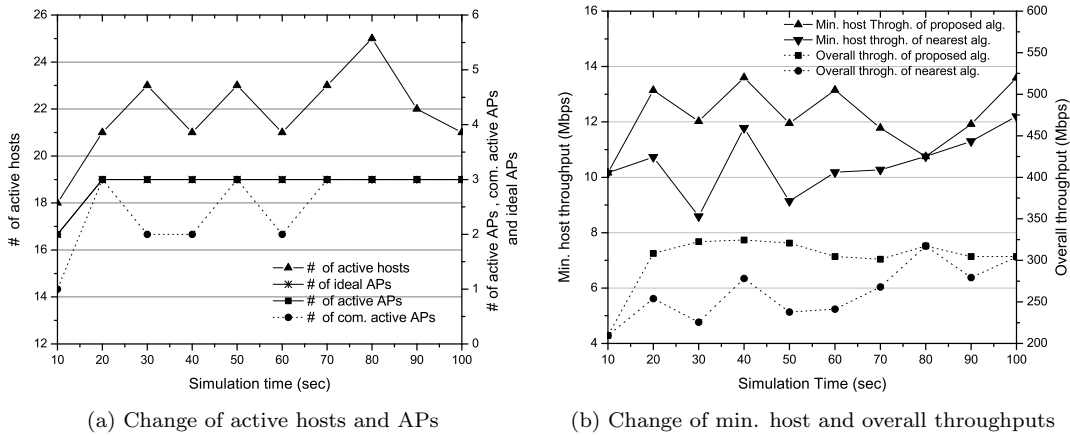 26
24
22
20
18
16
14
12
# of active hosts
6
5
4
3
2
1
0
# of active APs , com. active APs
and ideal APs
# of active hosts
# of ideal APs
# of active APs
# of com. active APs
10 20 30 40 50 60 70 80 90 100
Simulation time (sec)
(a) Change of active hosts and APs
16
14
12
10
8
6
4
Min. host throughput (Mbps)
600
550
500
450
400
350
300
250
200
Overall throughput (Mbps)
Min. host Throgh. of proposed alg.
Min. host throgh. of nearest alg.
Overall throgh. of proposed alg.
Overall throgh. of nearest alg.
10 20 30 40 50 60 70 80 90 100
Simulation Time (sec)
(b) Change of min. host and overall throughputs